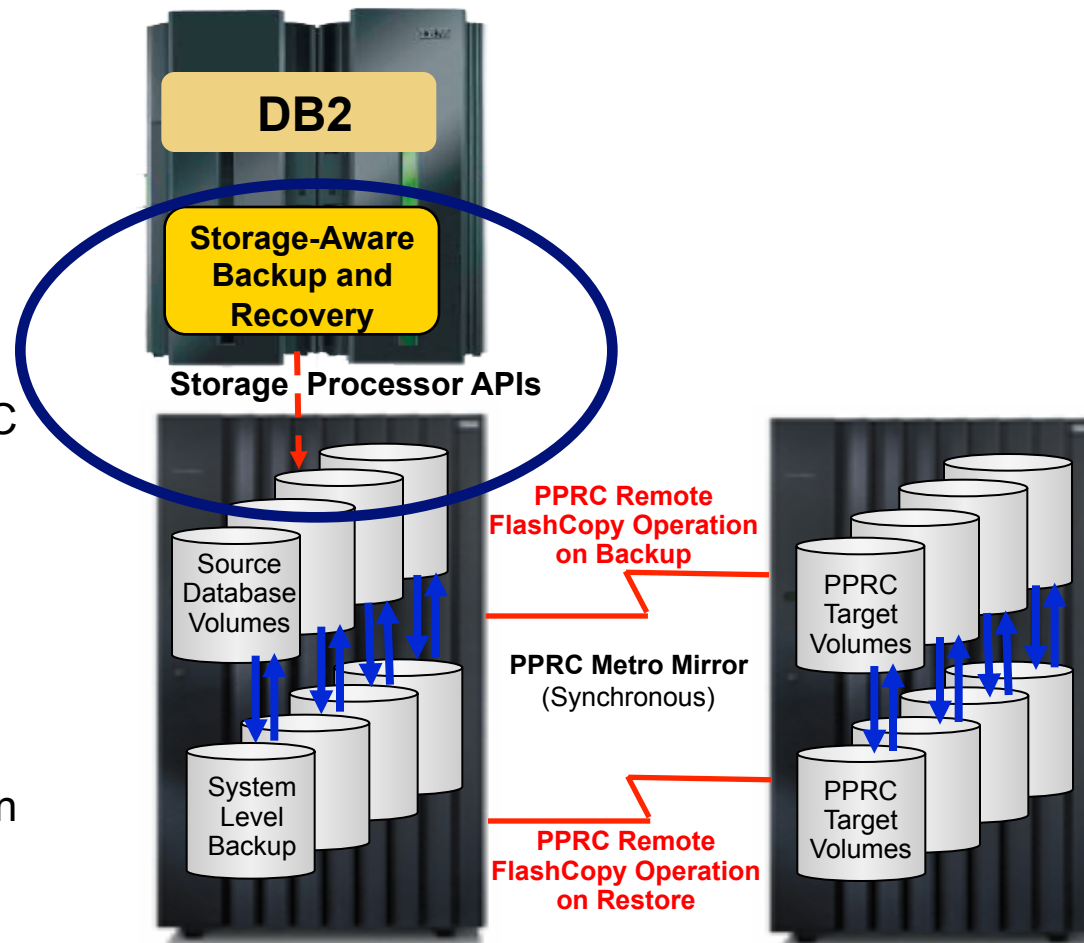 DB2
Storage-Aware
Backup and
Recovery
Storage Processor APIs
C
PPRC Remote
FlashCopy Operation
on Backup
Source
Database
Volumes
PPRC
Target
Volumes
PPRC Metro Mirror
(Synchronous)
System
Level
Backup
PPRC
Target
Volumes
PPRC Remote
FlashCopy Operation
on Restore